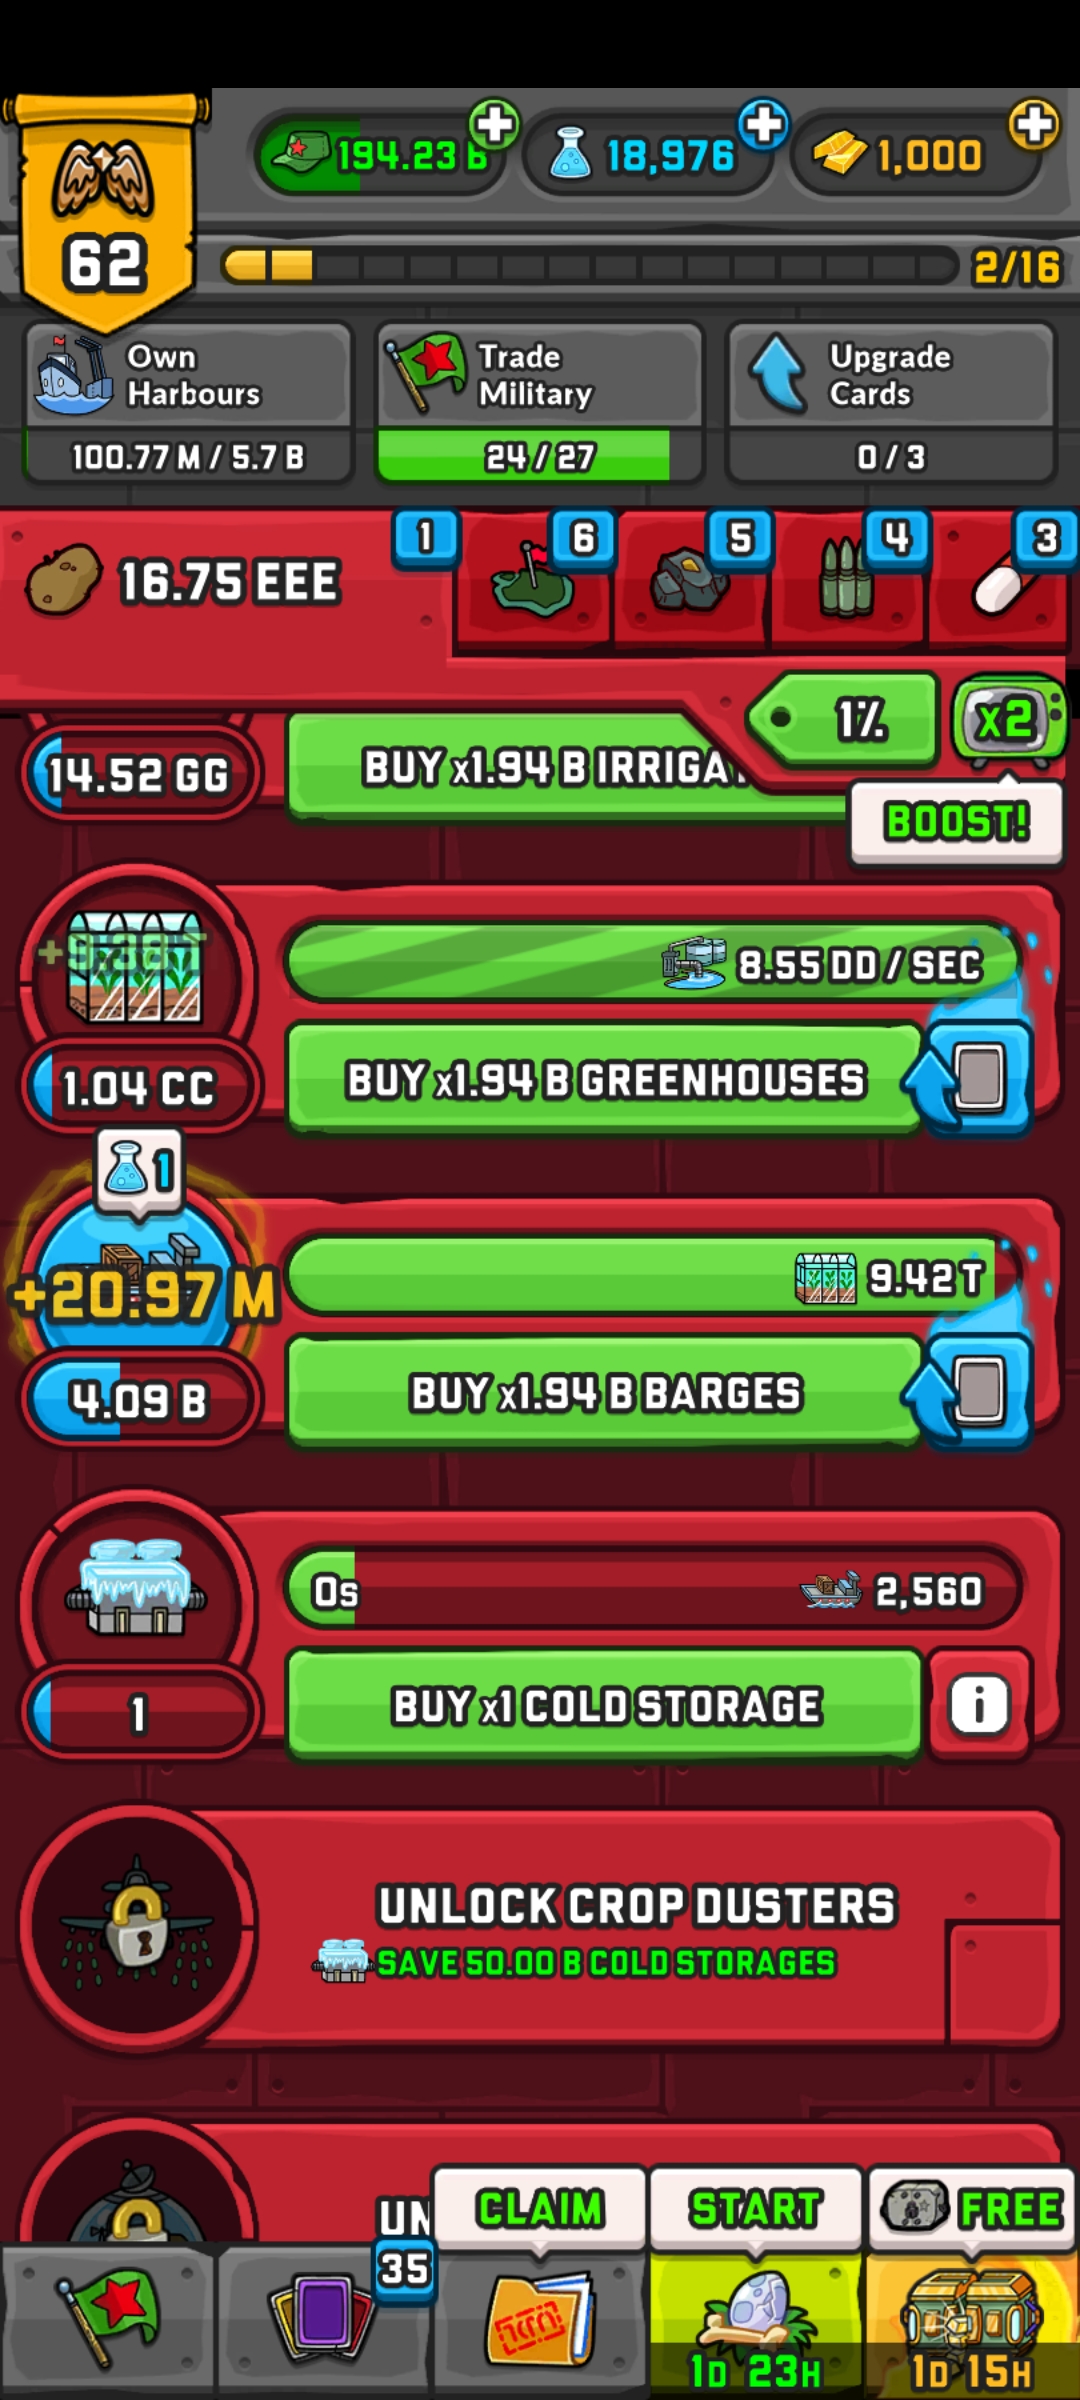 62
194.23 B
18,976
1,000
2/16
Own
Harbours
100.77 M / 5.7 B
Trade
Military
24 / 27
Upgrade
Cards
0 / 3
16.75 EEE
1
6
5
4
3
1%
x2
BOOST!
14.52 GG
BUY x1.94 B IRRIGA
+9.38 T
8.55 DD / SEC
1.04 CC
BUY x1.94 B GREENHOUSES
1
+20.97 M
9.42 T
4.09 B
BUY x1.94 B BARGES
0s
2,560
1
BUY x1 COLD STORAGE
i
UNLOCK CROP DUSTERS
SAVE 50.00 B COLD STORAGES
UN
CLAIM
START
FREE
35
1D 23H
1D 15H